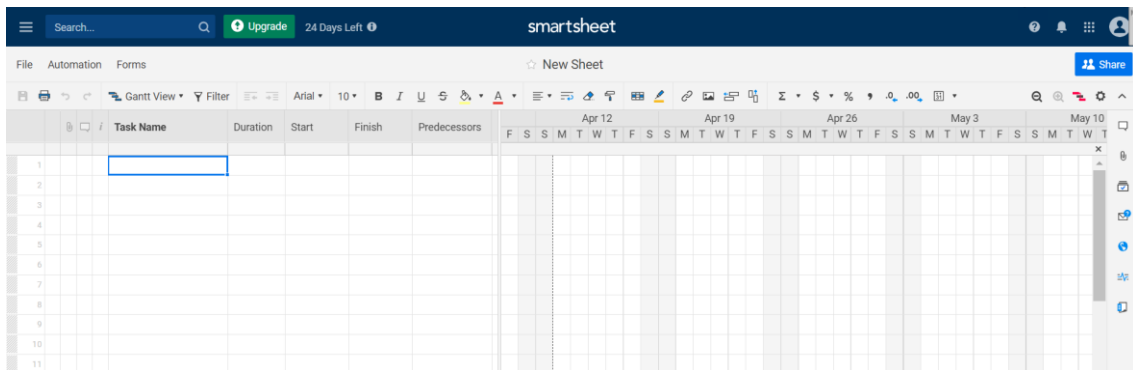 Search... Upgrade 24 Days Left smartsheet
File Automation Forms New Sheet Share
Gantt View Filter Arial 10 B I U S A Σ $ % .0 .00
Task Name Duration Start Finish Predecessors
Apr 12 Apr 19 Apr 26 May 3 May 10
F S S M T W T F S S M T W T F S S M T W T F S S M T W T F S S M T W T
1
2
3
4
5
6
7
8
9
10
11